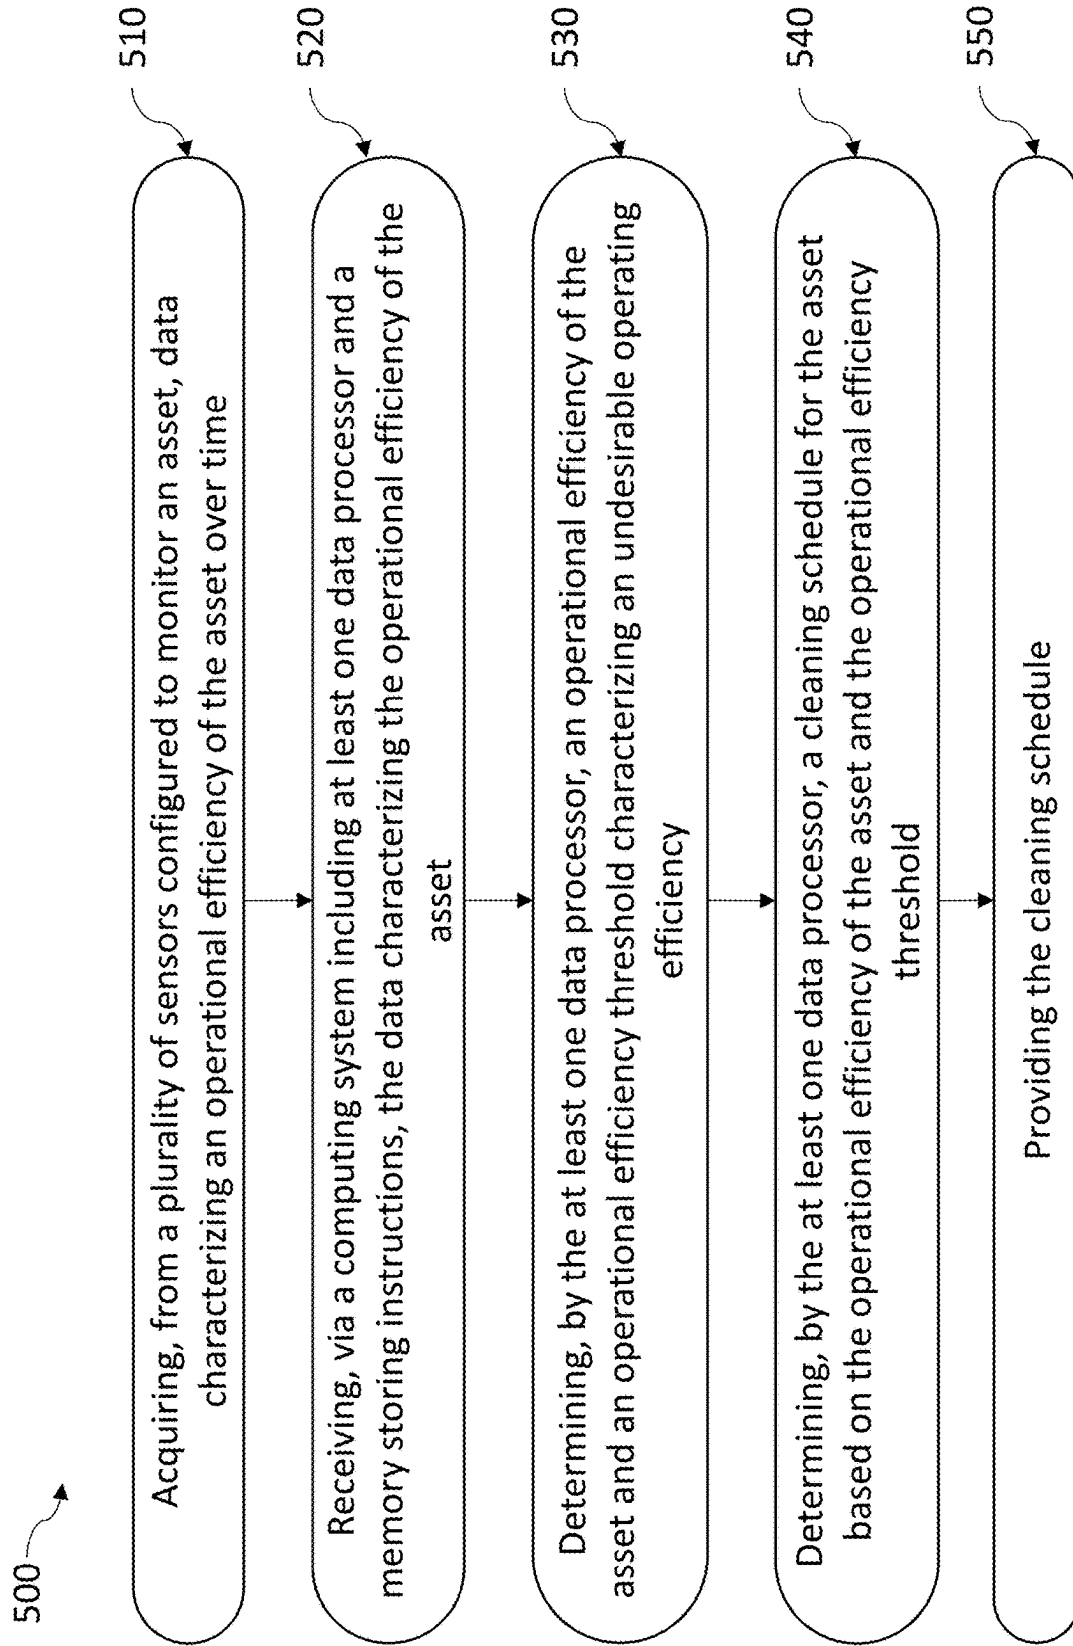 500
510
Acquiring, from a plurality of sensors configured to monitor an asset, data
characterizing an operational efficiency of the asset over time
520
Receiving, via a computing system including at least one data processor and a
memory storing instructions, the data characterizing the operational efficiency of the
asset
530
Determining, by the at least one data processor, an operational efficiency of the
asset and an operational efficiency threshold characterizing an undesirable operating
efficiency
540
Determining, by the at least one data processor, a cleaning schedule for the asset
based on the operational efficiency of the asset and the operational efficiency
threshold
550
Providing the cleaning schedule